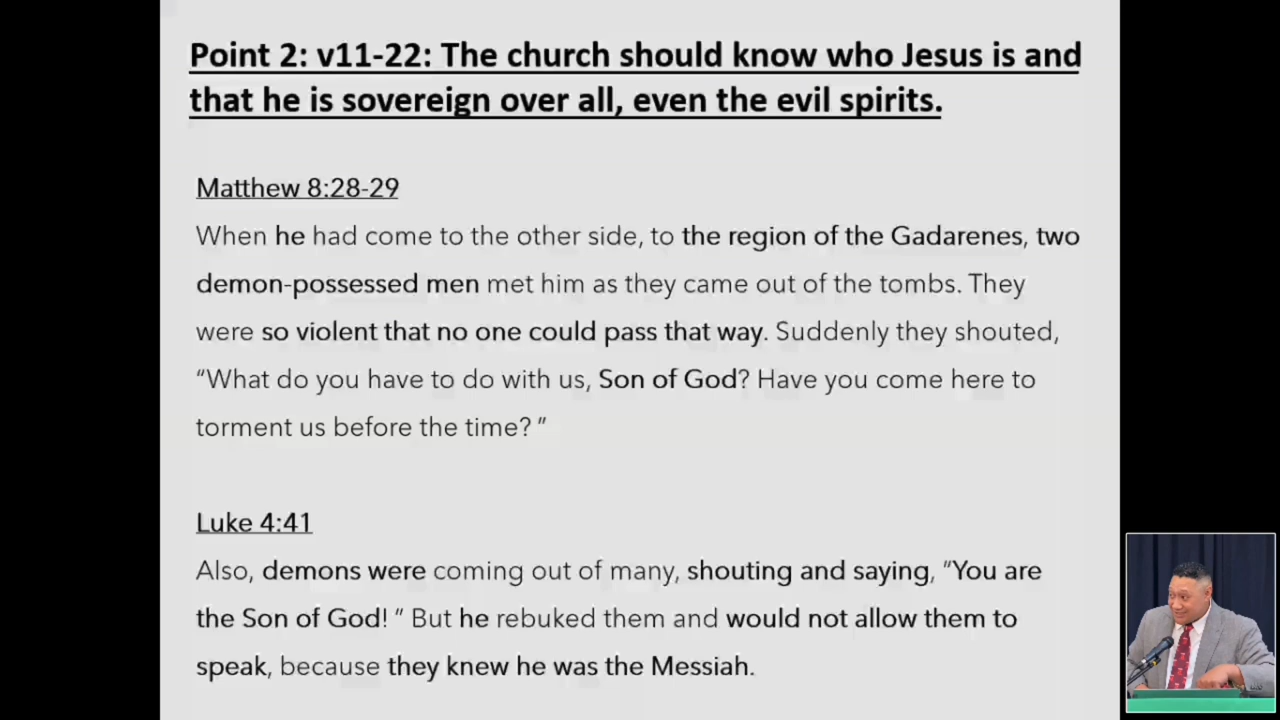 Point 2: v11-22: The church should know who Jesus is and
that he is sovereign over all, even the evil spirits.
Matthew 8:28-29
When he had come to the other side, to the region of the Gadarenes, two
demon-possessed men met him as they came out of the tombs. They
were so violent that no one could pass that way. Suddenly they shouted,
“What do you have to do with us, Son of God? Have you come here to
torment us before the time? ”
Luke 4:41
Also, demons were coming out of many, shouting and saying, “You are
the Son of God! ” But he rebuked them and would not allow them to
speak, because they knew he was the Messiah.